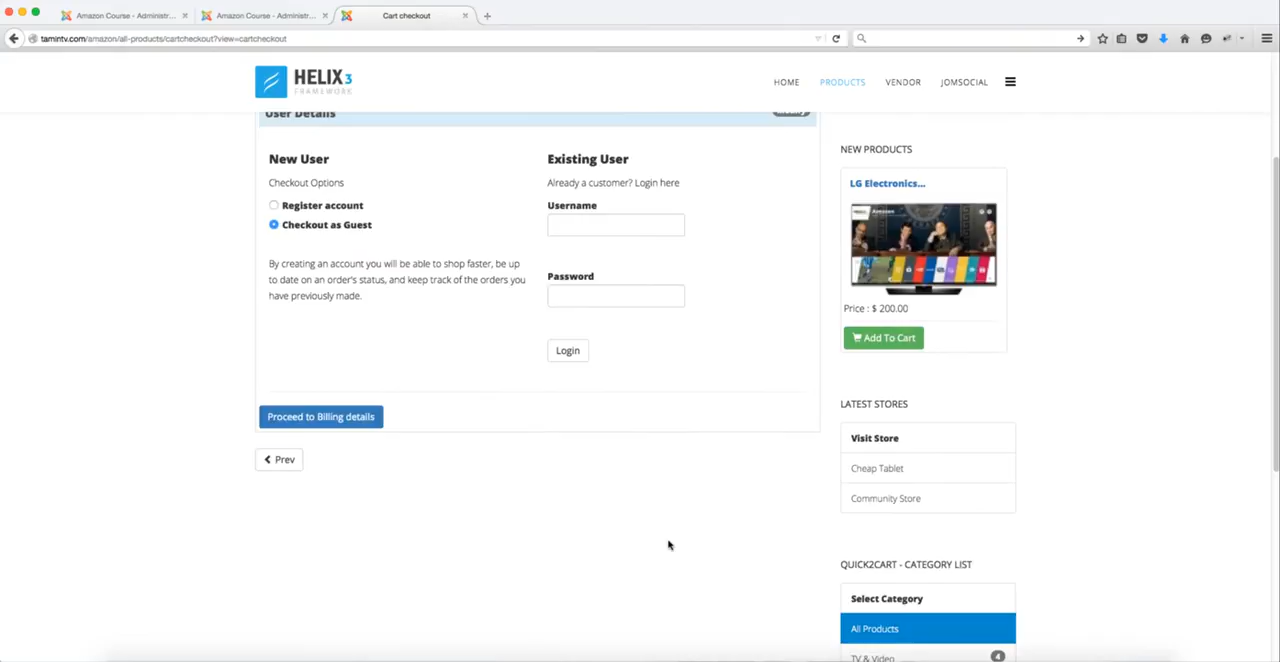 Amazon Course - Administr...
Amazon Course - Administr...
Cart checkout
tamintv.com/amazon/all-products/cartcheckout?view=cartcheckout
HELIX3
FRAMEWORK
HOME
PRODUCTS
VENDOR
JOMSOCIAL
User Details
New User
Checkout Options
Register account
Checkout as Guest
By creating an account you will be able to shop faster, be up
to date on an order's status, and keep track of the orders you
have previously made.
Existing User
Already a customer? Login here
Username
Password
Login
Proceed to Billing details
Prev
NEW PRODUCTS
LG Electronics...
Price : $ 200.00
Add To Cart
LATEST STORES
Visit Store
Cheap Tablet
Community Store
QUICK2CART - CATEGORY LIST
Select Category
All Products
TV & Video
4